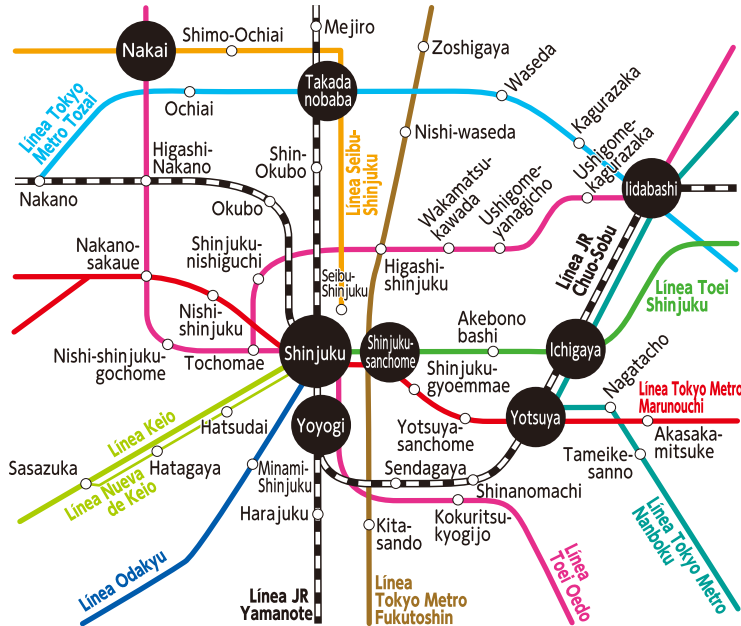 Mejiro
Shimo-Ochiai
Nakai
Zoshigaya
Takada
nobaba
Waseda
Ochiai
Línea Tokyo
Metro Tozai
Kagurazaka
Nishi-waseda
Ushigome-
kagurazaka
Higashi-
Nakano
Shin-
Okubo
Línea Seibu-
Shinjuku
Wakamatsu-
kawada
Ushigome-
yanagicho
Iidabashi
Nakano
Okubo
Nakano-
sakaue
Shinjuku-
nishiguchi
Higashi-
shinjuku
Línea JR
Chuo-Sobu
Seibu-
Shinjuku
Línea Toei
Shinjuku
Nishi-
shinjuku
Akebono
bashi
Nishi-shinjuku-
gochome
Tochomae
Shinjuku
Shinjuku-
sanchome
Ichigaya
Shinjuku-
gyoemmae
Nagatacho
Línea Tokyo Metro
Marunouchi
Línea Keio
Hatsudai
Yoyogi
Yotsuya-
sanchome
Yotsuya
Akasaka-
mitsuke
Sasazuka
Hatagaya
Línea Nueva
de Keio
Minami-
Shinjuku
Sendagaya
Shinanomachi
Tameike-
sanno
Harajuku
Kita-
sando
Kokuritsu-
kyogijo
Línea Tokyo Metro
Nanboku
Línea Odakyu
Línea JR
Yamanote
Línea
Tokyo Metro
Fukutoshin
Línea
Toei Oedo